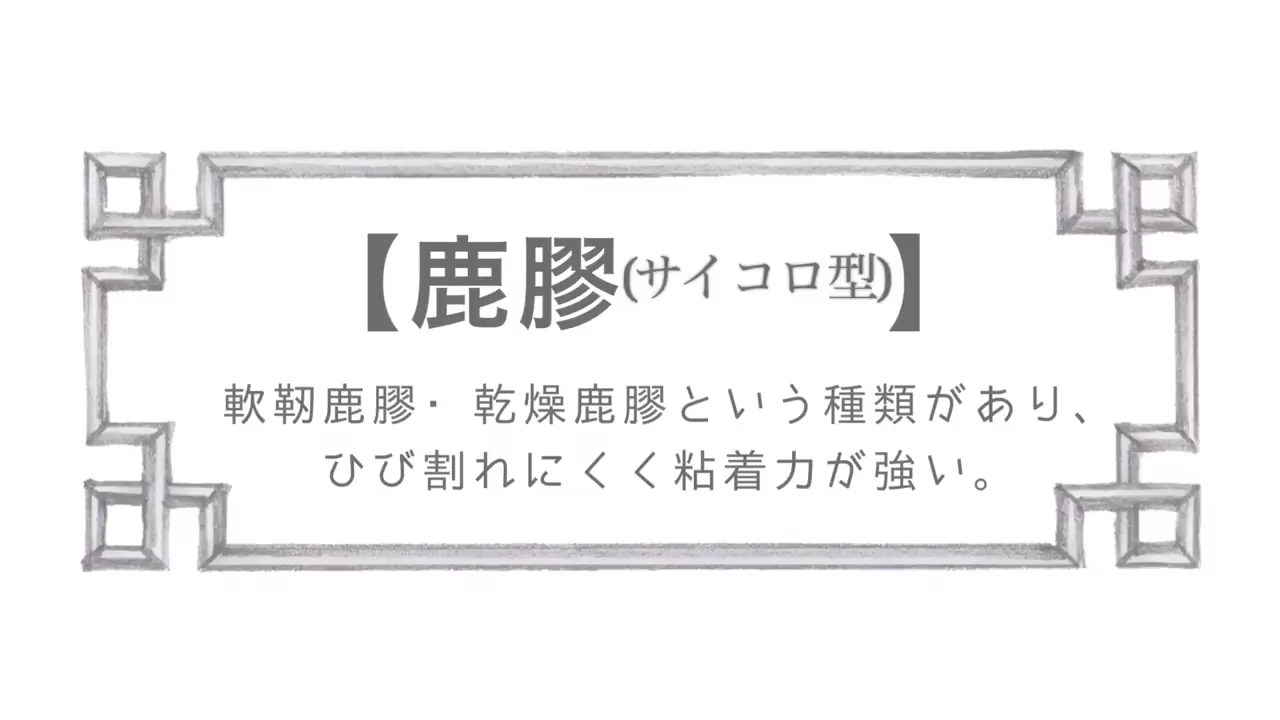 【鹿膠(サイコロ型)】
軟靭鹿膠・乾燥鹿膠という種類があり、
ひび割れにくく粘着力が強い。